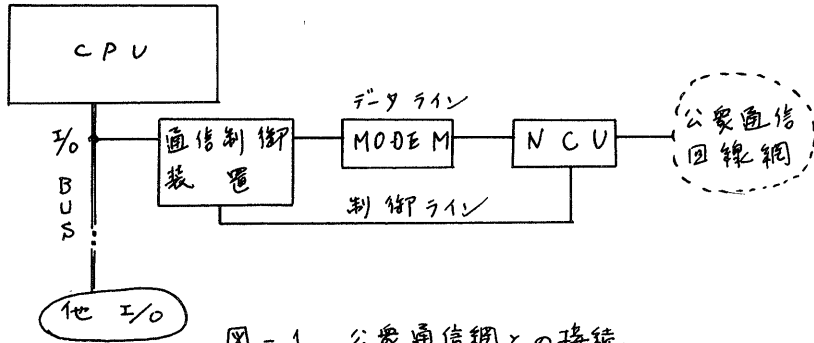 CPU
データライン
I/O
BUS
通信制御
装置
MODEM
NCU
公衆通信
回線網
制御ライン
他 I/O
図-1 公衆通信網との接続